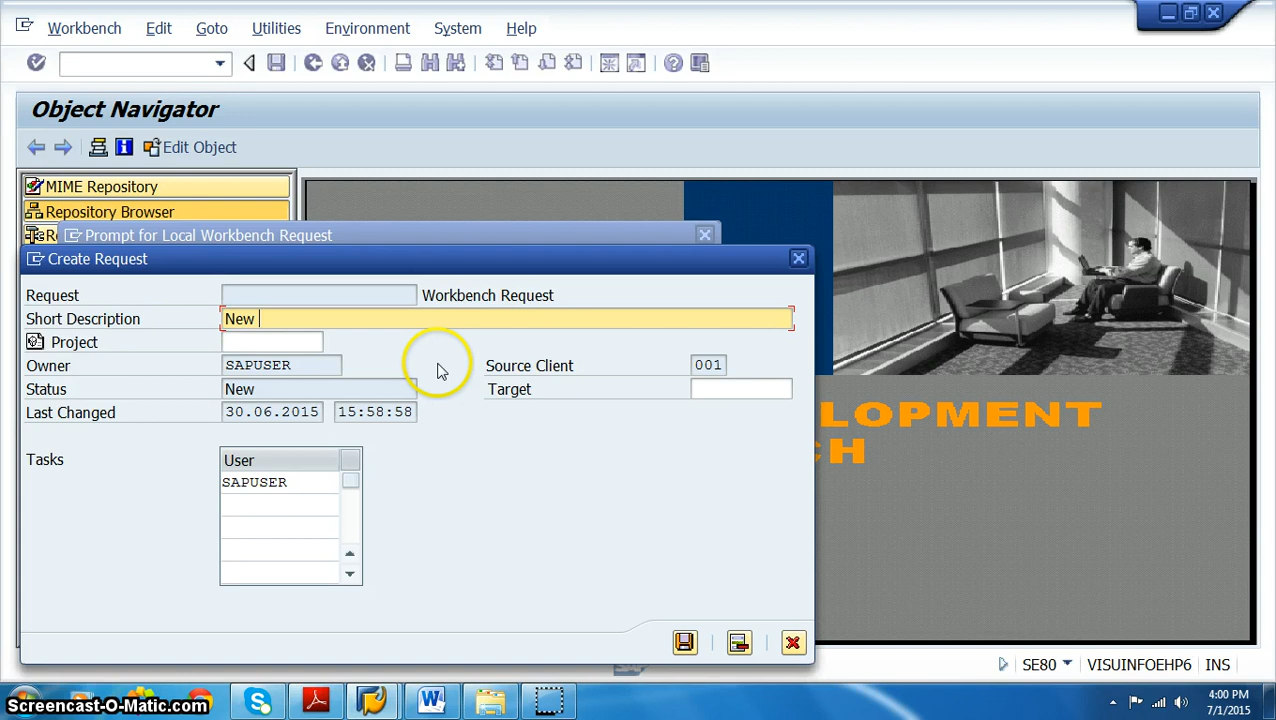 Workbench Edit Goto Utilities Environment System Help
Object Navigator
Edit Object
MIME Repository
Repository Browser
R
Prompt for Local Workbench Request
Create Request
Request Workbench Request
Short Description New
Project
Owner SAPUSER Source Client 001
Status New Target
Last Changed 30.06.2015 15:58:58
LOPMENT
CH
Tasks User
SAPUSER
SE80 VISUINFOEHP6 INS
Screencast-O-Matic.com
4:00 PM
7/1/2015